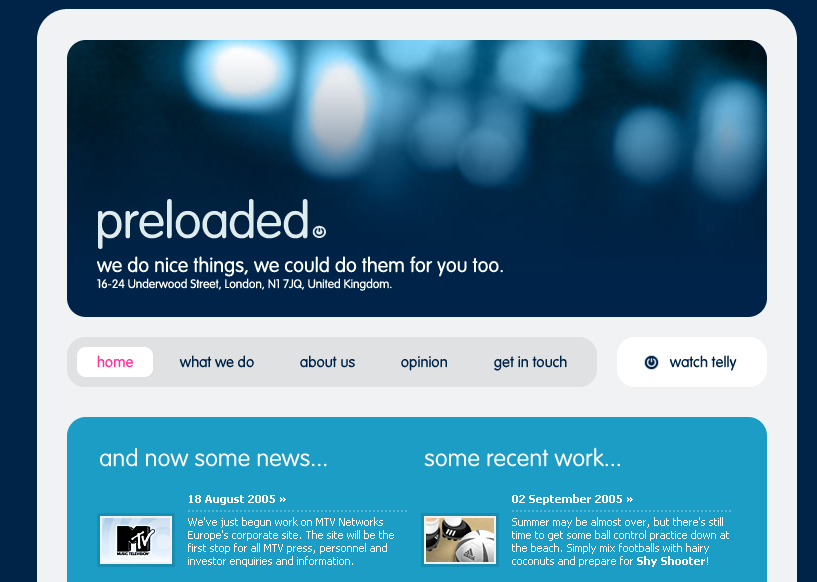 preloaded
we do nice things, we could do them for you too.
16-24 Underwood Street, London, N1 7JQ, United Kingdom.
home
what we do
about us
opinion
get in touch
watch telly
and now some news...
18 August 2005 »
We've just begun work on MTV Networks
Europe's corporate site. The site will be the
first stop for all MTV press, personnel and
investor enquiries and information.
MTV
MUSIC TELEVISION
some recent work...
02 September 2005 »
Summer may be almost over, but there's still
time to get some ball control practice down at
the beach. Simply mix footballs with hairy
coconuts and prepare for Shy Shooter!